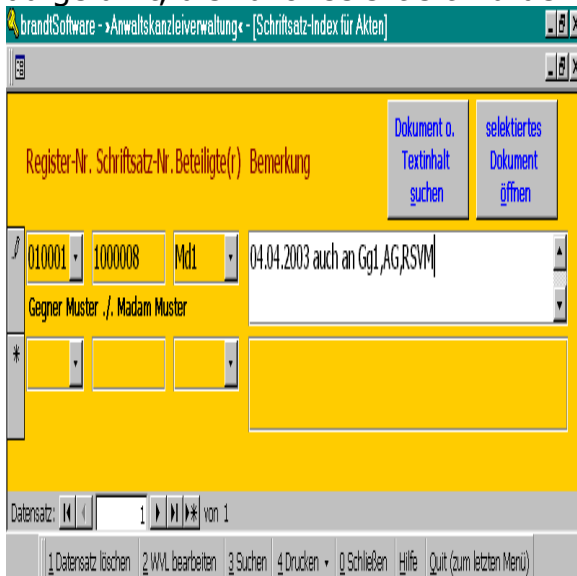 brandtSoftware - »Anwaltskanzleiverwaltung« - [Schriftsatz-Index für Akten]
Dokument o. Textinhalt suchen
selektiertes Dokument öffnen
Register-Nr. Schriftsatz-Nr. Beteiligte(r) Bemerkung
010001 1000008 Md1 04.04.2003 auch an Gg1,AG,RSVM
Gegner Muster ./. Madam Muster
Datensatz: 1 von 1
1 Datensatz löschen 2 WVL bearbeiten 3 Suchen 4 Drucken 0 Schließen Hilfe Quit (zum letzten Menü)